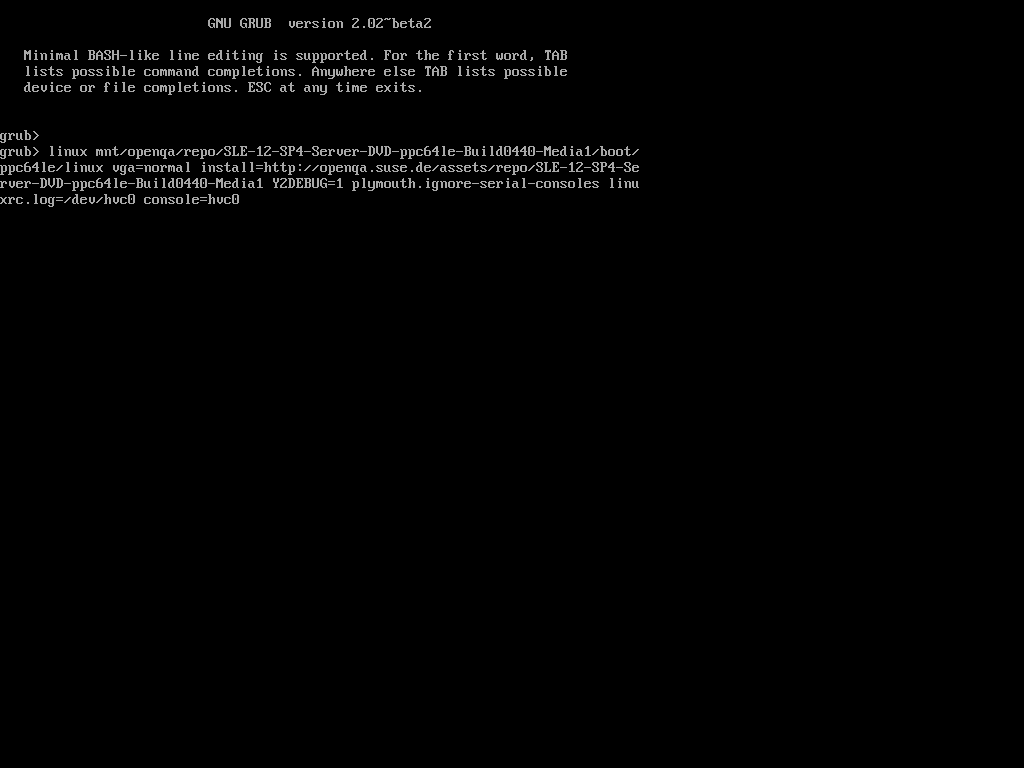 GNU GRUB  version 2.02~beta2
Minimal BASH-like line editing is supported. For the first word, TAB
lists possible command completions. Anywhere else TAB lists possible
device or file completions. ESC at any time exits.
grub>
grub> linux mnt/openqa/repo/SLE-12-SP4-Server-DVD-ppc64le-Build0440-Media1/boot/
ppc64le/linux vga=normal install=http://openqa.suse.de/assets/repo/SLE-12-SP4-Se
rver-DVD-ppc64le-Build0440-Media1 Y2DEBUG=1 plymouth.ignore-serial-consoles linu
xrc.log=/dev/hvc0 console=hvc0